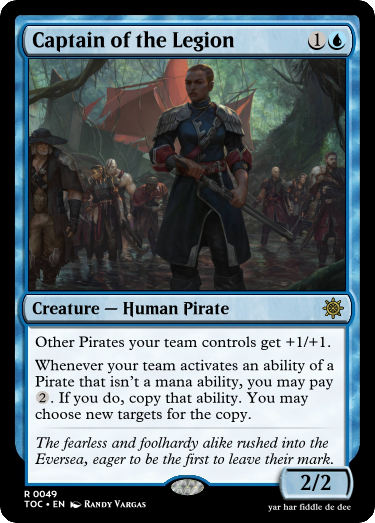 Captain of the Legion 1
Creature — Human Pirate
Other Pirates your team controls get +1/+1.
Whenever your team activates an ability of a
Pirate that isn't a mana ability, you may pay
2. If you do, copy that ability. You may
choose new targets for the copy.
The fearless and foolhardy alike rushed into the
Eversea, eager to be the first to leave their mark.
2/2
R 0049
TOC • EN Randy Vargas
yar har fiddle de dee